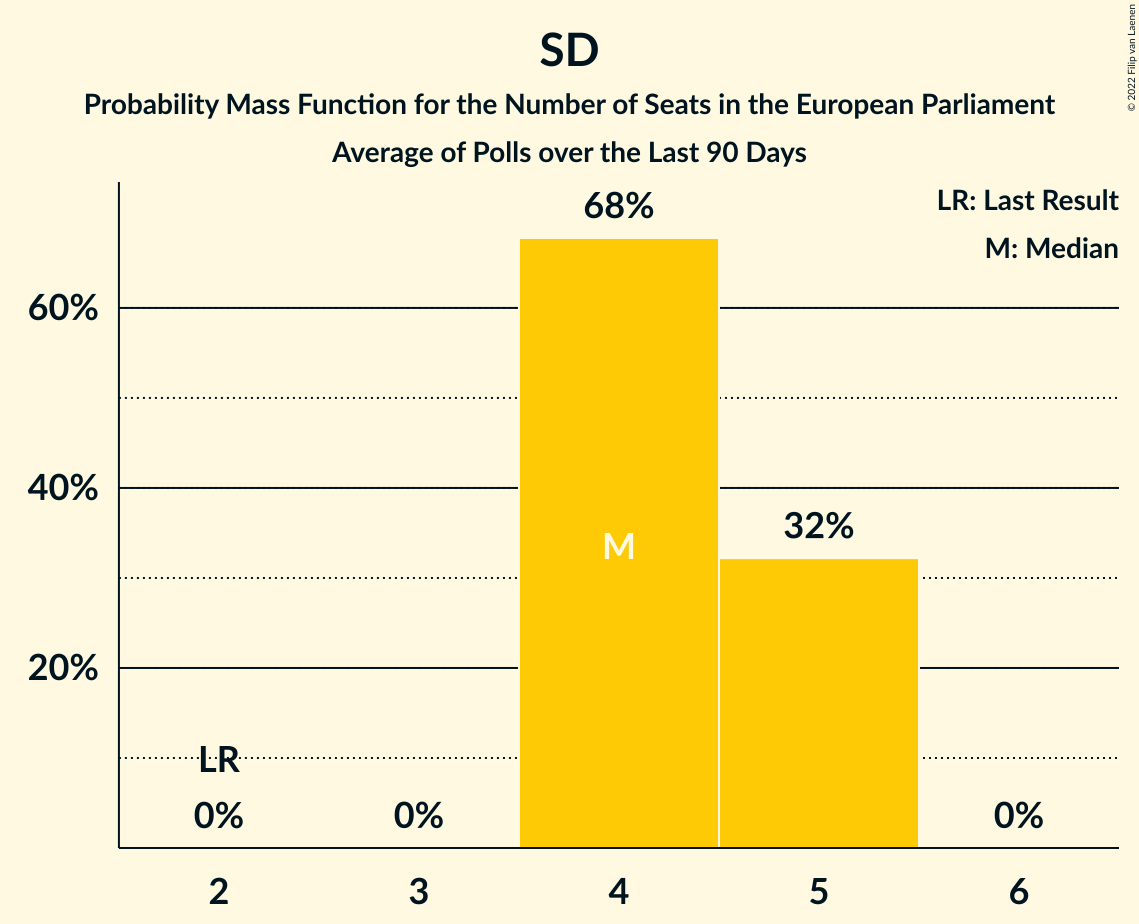 SD
Probability Mass Function for the Number of Seats in the European Parliament
Average of Polls over the Last 90 Days
© 2022 Filip van Laenen
LR: Last Result
M: Median
68%
60%
40%
32%
M
20%
LR
0%
0%
0%
2
3
4
5
6